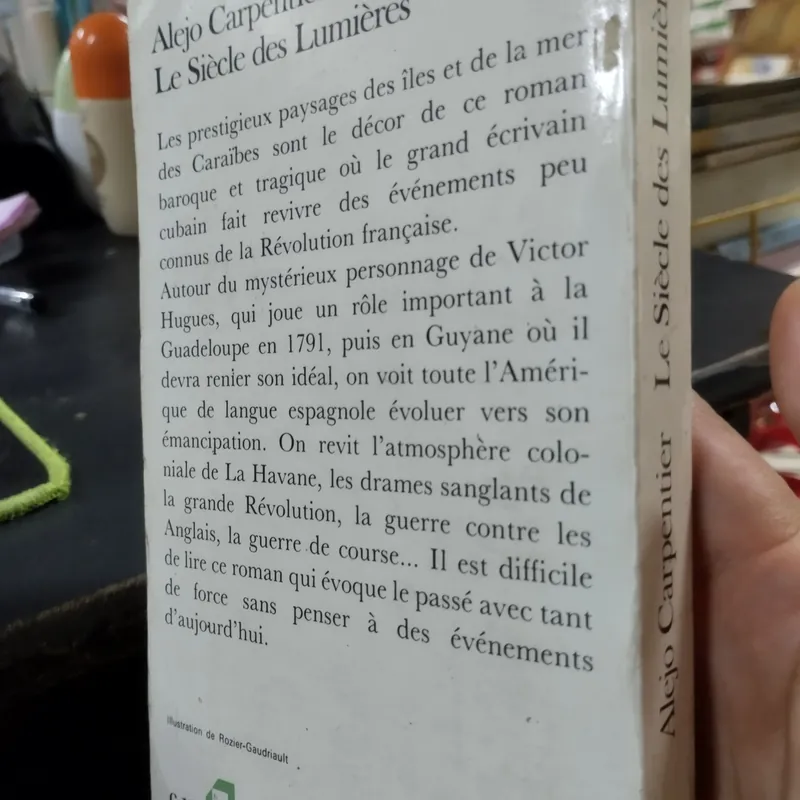 Alejo Carpentier
Le Siècle des Lumières
Les prestigieux paysages des îles et de la mer
des Caraïbes sont le décor de ce roman
baroque et tragique où le grand écrivain
cubain fait revivre des événements peu
connus de la Révolution française.
Autour du mystérieux personnage de Victor
Hugues, qui joue un rôle important à la
Guadeloupe en 1791, puis en Guyane où il
devra renier son idéal, on voit toute l'Améri-
que de langue espagnole évoluer vers son
émancipation. On revit l'atmosphère colo-
niale de La Havane, les drames sanglants de
la grande Révolution, la guerre contre les
Anglais, la guerre de course... Il est difficile
de lire ce roman qui évoque le passé avec tant
de force sans penser à des événements
d'aujourd'hui.
Illustration de Rozier-Gaudriault
Alejo Carpentier Le Siècle des Lumières